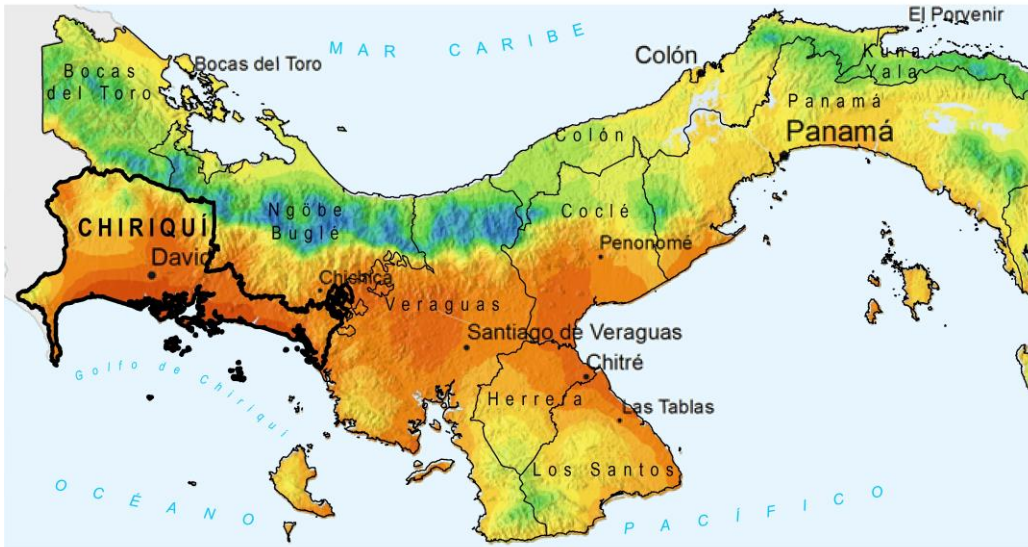 El Porvenir
MAR CARIBE
Colón
Kuna
Yala
Bocas del Toro
Bocas
del Toro
Panamá
Panamá
Colón
Ngöbe
Buglé
Coclé
CHIRIQUÍ
David
Penonomé
Chichica
Veraguas
Santiago de Veraguas
Chitré
Golfo de Chiriquí
Herrera
Las Tablas
Los Santos
OCÉANO PACÍFICO